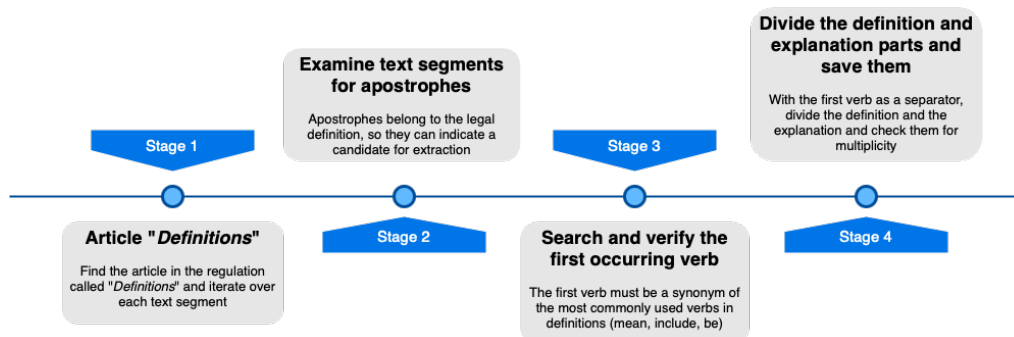 Stage 1
Article "Definitions"
Find the article in the regulation
called "Definitions" and iterate over
each text segment
Examine text segments
for apostrophes
Apostrophes belong to the legal
definition, so they can indicate a
candidate for extraction
Stage 2
Stage 3
Search and verify the
first occurring verb
The first verb must be a synonym of
the most commonly used verbs in
definitions (mean, include, be)
Divide the definition and
explanation parts and
save them
With the first verb as a separator,
divide the definition and the
explanation and check them for
multiplicity
Stage 4